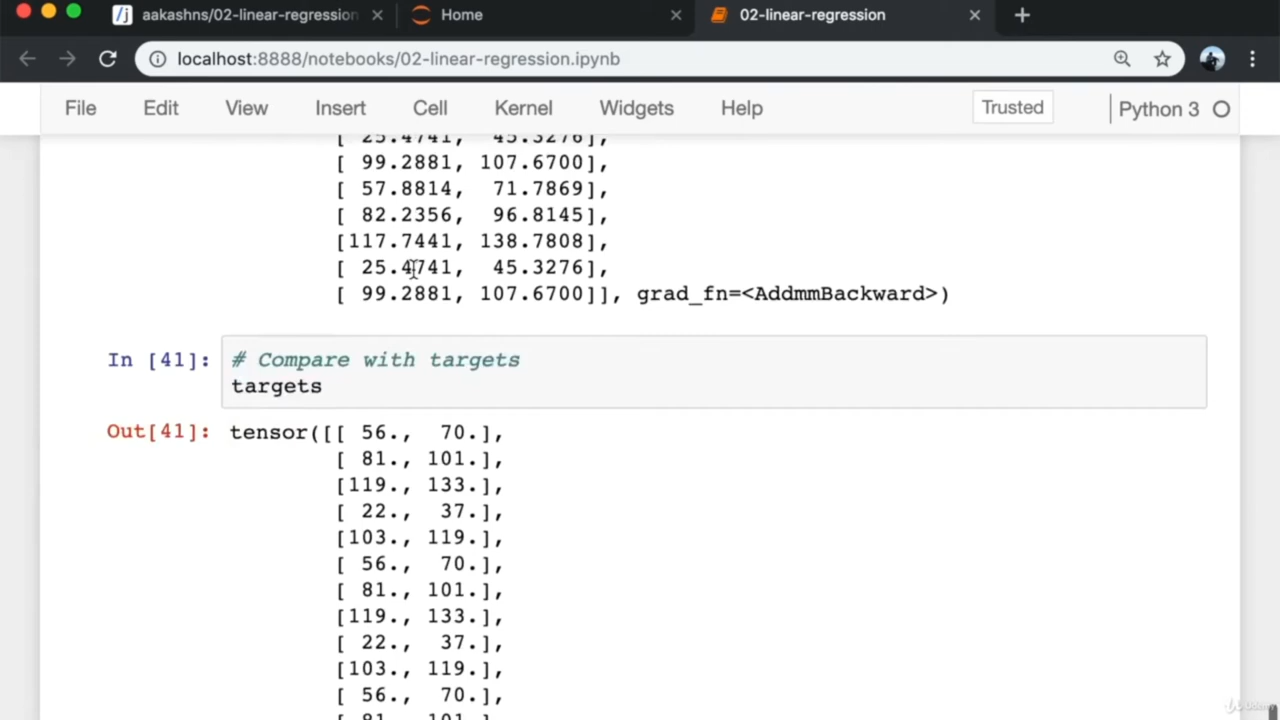 aakashns/02-linear-regression
Home
02-linear-regression
localhost:8888/notebooks/02-linear-regression.ipynb
File Edit View Insert Cell Kernel Widgets Help Trusted Python 3
[ 25.4741, 45.3276],
[ 99.2881, 107.6700],
[ 57.8814, 71.7869],
[ 82.2356, 96.8145],
[117.7441, 138.7808],
[ 25.4741, 45.3276],
[ 99.2881, 107.6700]], grad_fn=<AddmmBackward>)
In [41]: # Compare with targets
targets
Out[41]: tensor([[ 56., 70.],
[ 81., 101.],
[119., 133.],
[ 22., 37.],
[103., 119.],
[ 56., 70.],
[ 81., 101.],
[119., 133.],
[ 22., 37.],
[103., 119.],
[ 56., 70.],
[ 81., 101.],
Udemy